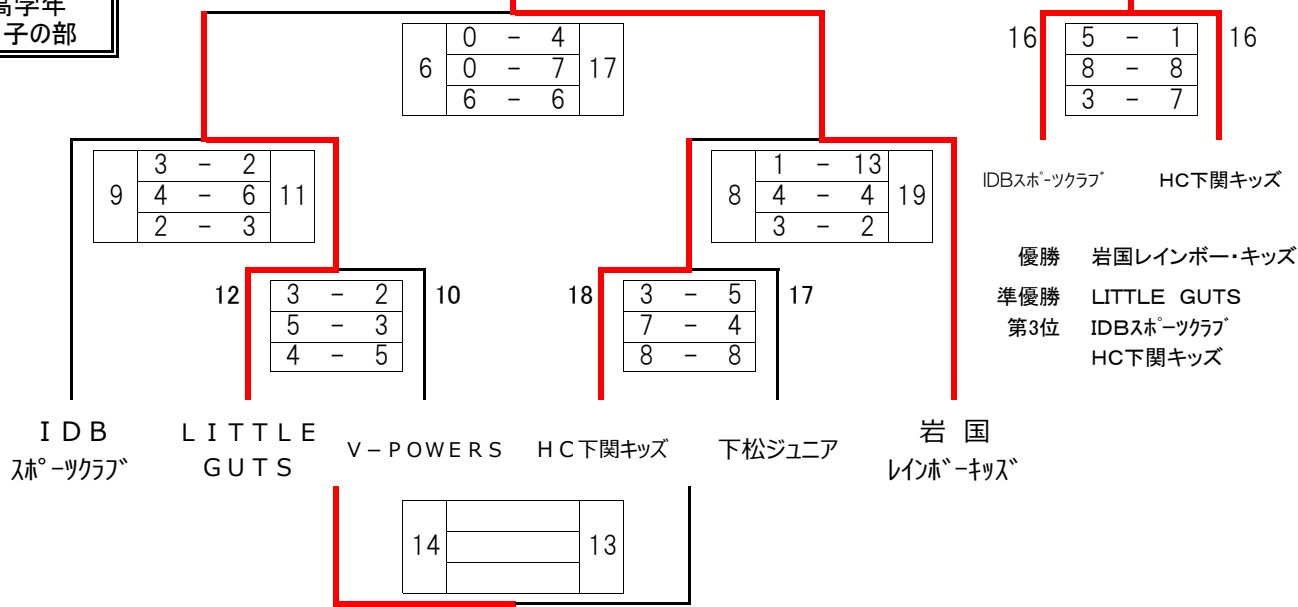 高学年
子の部
0 - 4
6 0 - 7 17
6 - 6
16 5 - 1 16
8 - 8
3 - 7
IDBスポーツクラブ HC下関キッズ
3 - 2
9 4 - 6 11
2 - 3
1 - 13
8 4 - 4 19
3 - 2
優勝 岩国レインボー・キッズ
準優勝 LITTLE GUTS
第3位 IDBスポーツクラブ
HC下関キッズ
12 3 - 2 10
5 - 3
4 - 5
18 3 - 5 17
7 - 4
8 - 8
IDB
スポーツクラブ
LITTLE
GUTS
V-POWERS
HC下関キッズ
下松ジュニア
岩国
レインボーキッズ
14 13